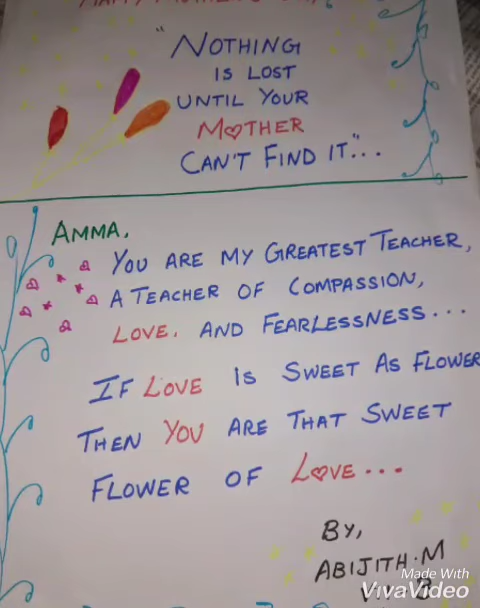 "NOTHING
IS LOST
UNTIL YOUR
MOTHER
CAN'T FIND IT."...
AMMA,
YOU ARE MY GREATEST TEACHER,
A TEACHER OF COMPASSION,
LOVE. AND FEARLESSNESS...
IF LOVE IS SWEET AS FLOWER
THEN YOU ARE THAT SWEET
FLOWER OF LOVE...
BY,
ABIJITH.M
Made With
VivaVideo